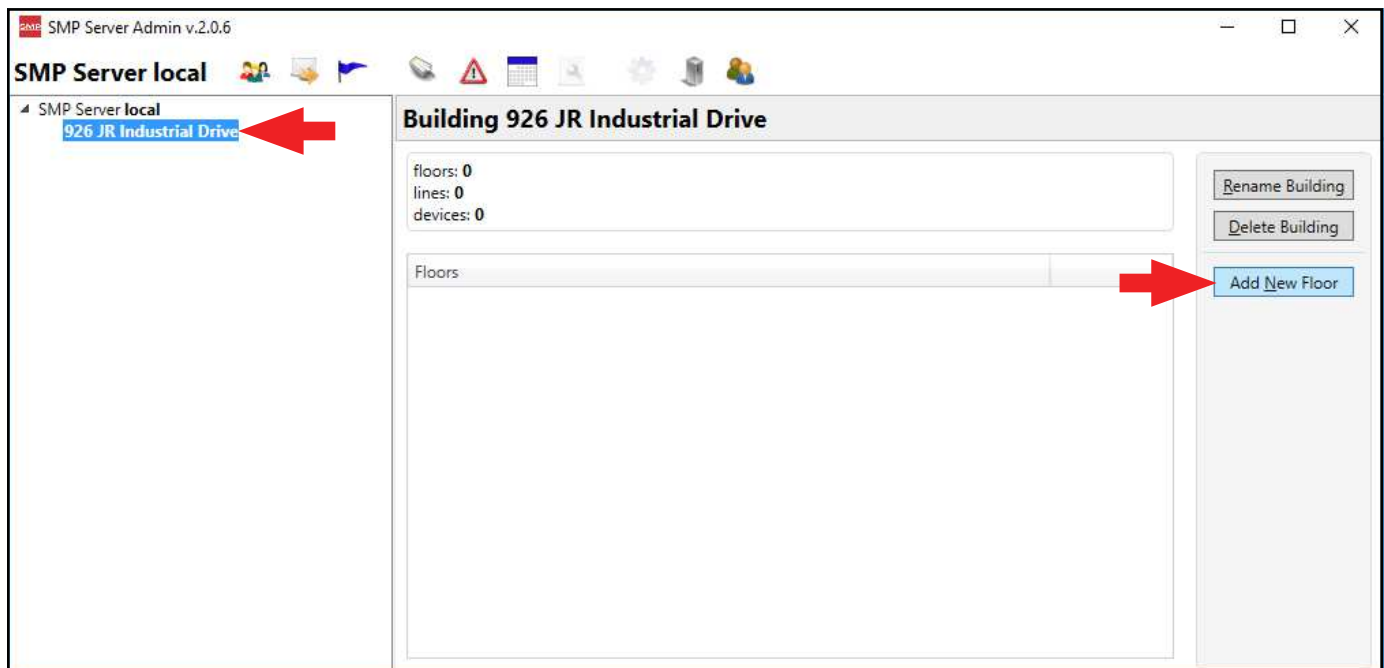 SMP SMP Server Admin v.2.0.6
SMP Server local
SMP Server local
926 JR Industrial Drive
Building 926 JR Industrial Drive
floors: 0
lines: 0
devices: 0
Rename Building
Delete Building
Floors
Add New Floor